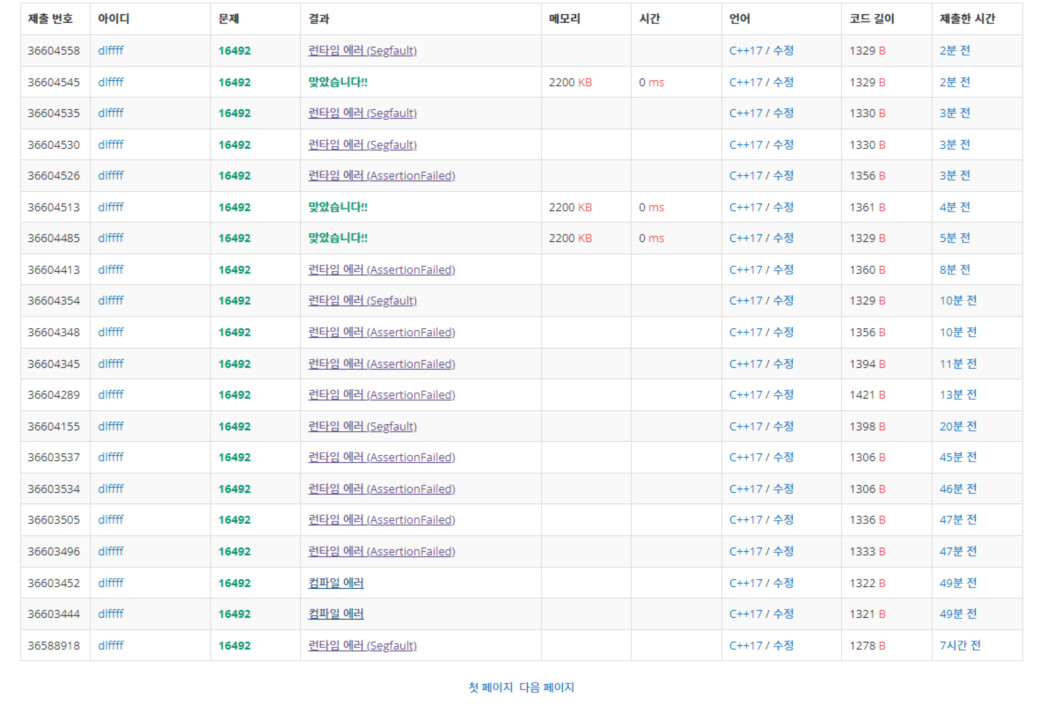 제출 번호 아이디 문제 결과 메모리 시간 언어 코드 길이 제출한 시간
36604558 dlffff 16492 런타임 에러 (Segfault) C++17 / 수정 1329 B 2분 전
36604545 dlffff 16492 맞았습니다!! 2200 KB 0 ms C++17 / 수정 1329 B 2분 전
36604535 dlffff 16492 런타임 에러 (Segfault) C++17 / 수정 1330 B 3분 전
36604530 dlffff 16492 런타임 에러 (Segfault) C++17 / 수정 1330 B 3분 전
36604526 dlffff 16492 런타임 에러 (AssertionFailed) C++17 / 수정 1356 B 3분 전
36604513 dlffff 16492 맞았습니다!! 2200 KB 0 ms C++17 / 수정 1361 B 4분 전
36604485 dlffff 16492 맞았습니다!! 2200 KB 0 ms C++17 / 수정 1329 B 5분 전
36604413 dlffff 16492 런타임 에러 (AssertionFailed) C++17 / 수정 1360 B 8분 전
36604354 dlffff 16492 런타임 에러 (Segfault) C++17 / 수정 1329 B 10분 전
36604348 dlffff 16492 런타임 에러 (AssertionFailed) C++17 / 수정 1356 B 10분 전
36604345 dlffff 16492 런타임 에러 (AssertionFailed) C++17 / 수정 1394 B 11분 전
36604289 dlffff 16492 런타임 에러 (AssertionFailed) C++17 / 수정 1421 B 13분 전
36604155 dlffff 16492 런타임 에러 (Segfault) C++17 / 수정 1398 B 20분 전
36603537 dlffff 16492 런타임 에러 (AssertionFailed) C++17 / 수정 1306 B 45분 전
36603534 dlffff 16492 런타임 에러 (AssertionFailed) C++17 / 수정 1306 B 46분 전
36603505 dlffff 16492 런타임 에러 (AssertionFailed) C++17 / 수정 1336 B 47분 전
36603496 dlffff 16492 런타임 에러 (AssertionFailed) C++17 / 수정 1333 B 47분 전
36603452 dlffff 16492 컴파일 에러 C++17 / 수정 1322 B 49분 전
36603444 dlffff 16492 컴파일 에러 C++17 / 수정 1321 B 49분 전
36588918 dlffff 16492 런타임 에러 (Segfault) C++17 / 수정 1278 B 7시간 전
첫 페이지 다음 페이지